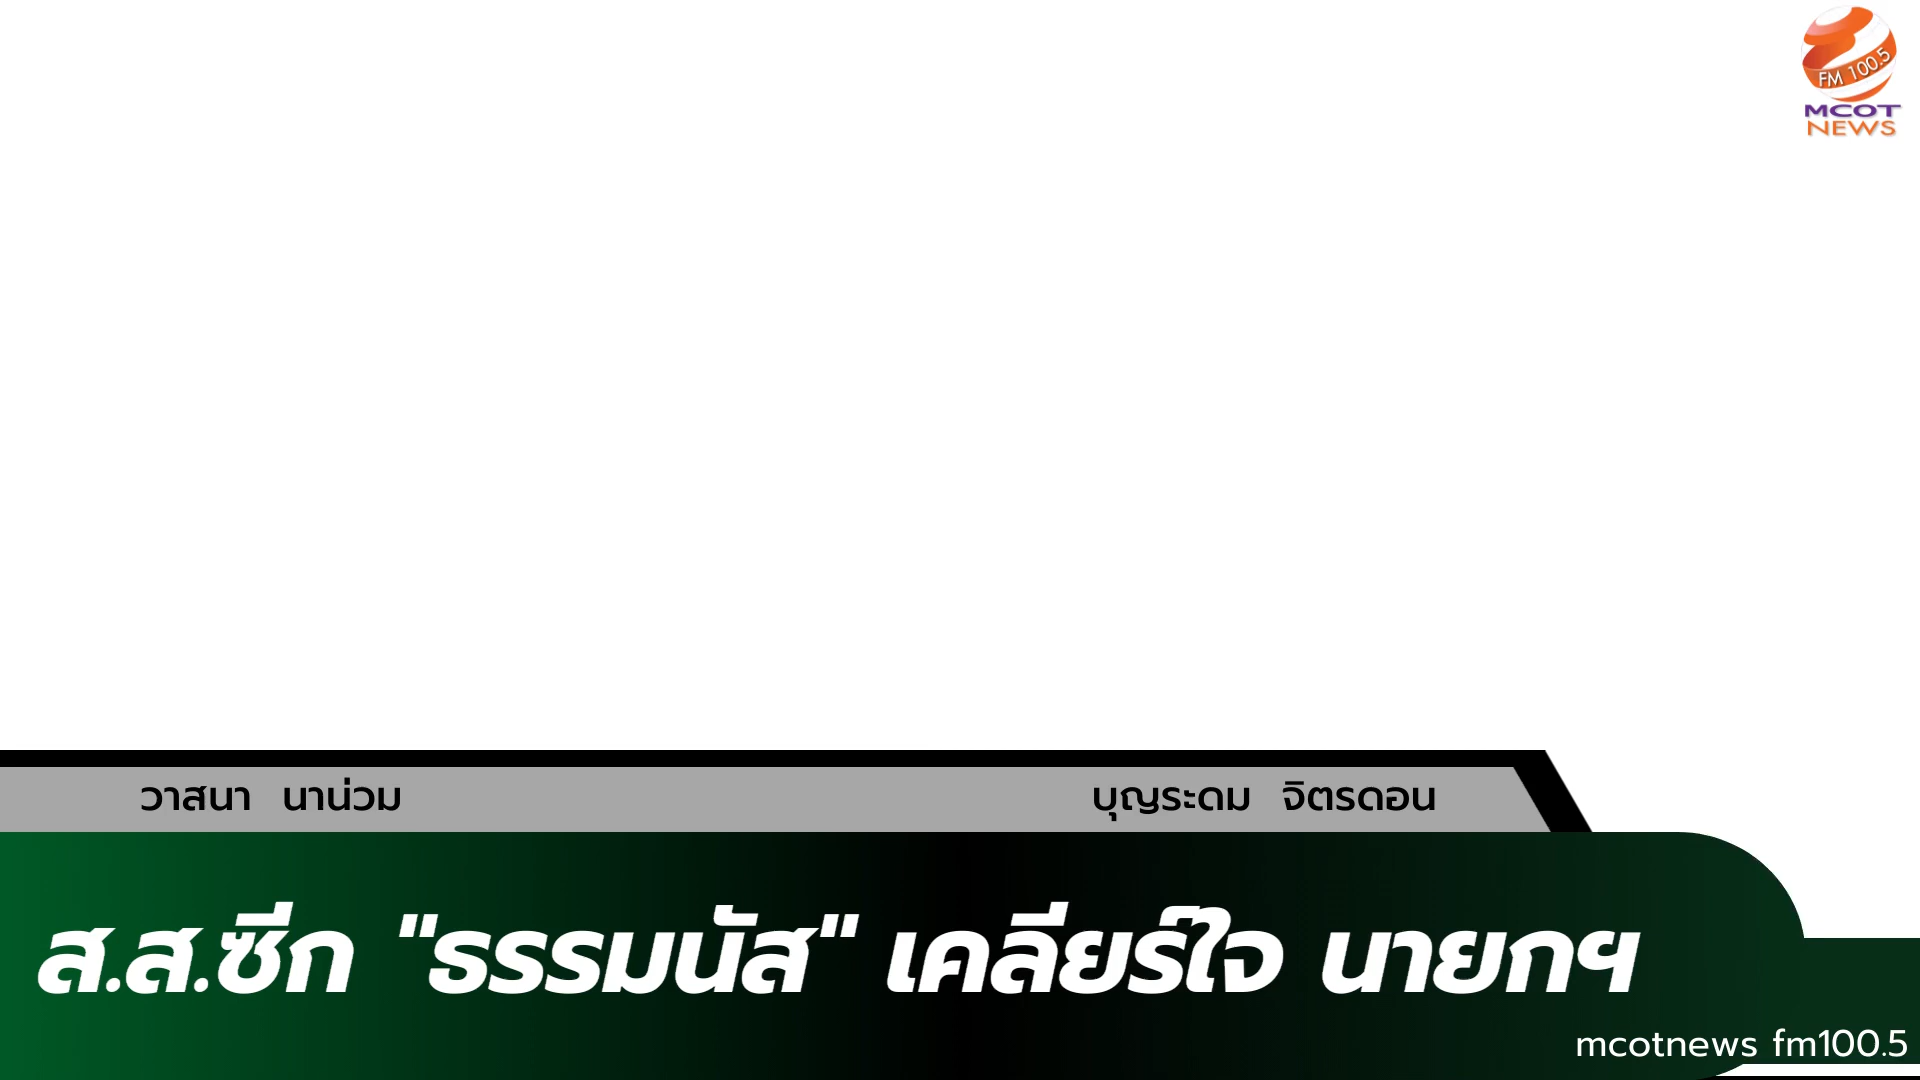 FM 100.5
MCOT
NEWS
วาสนา นาน่วม
บุญระดม จิตรดอน
ส.ส.ซีก "ธรรมนัส" เคลียร์ใจ นายกฯ
mcotnews fm100.5